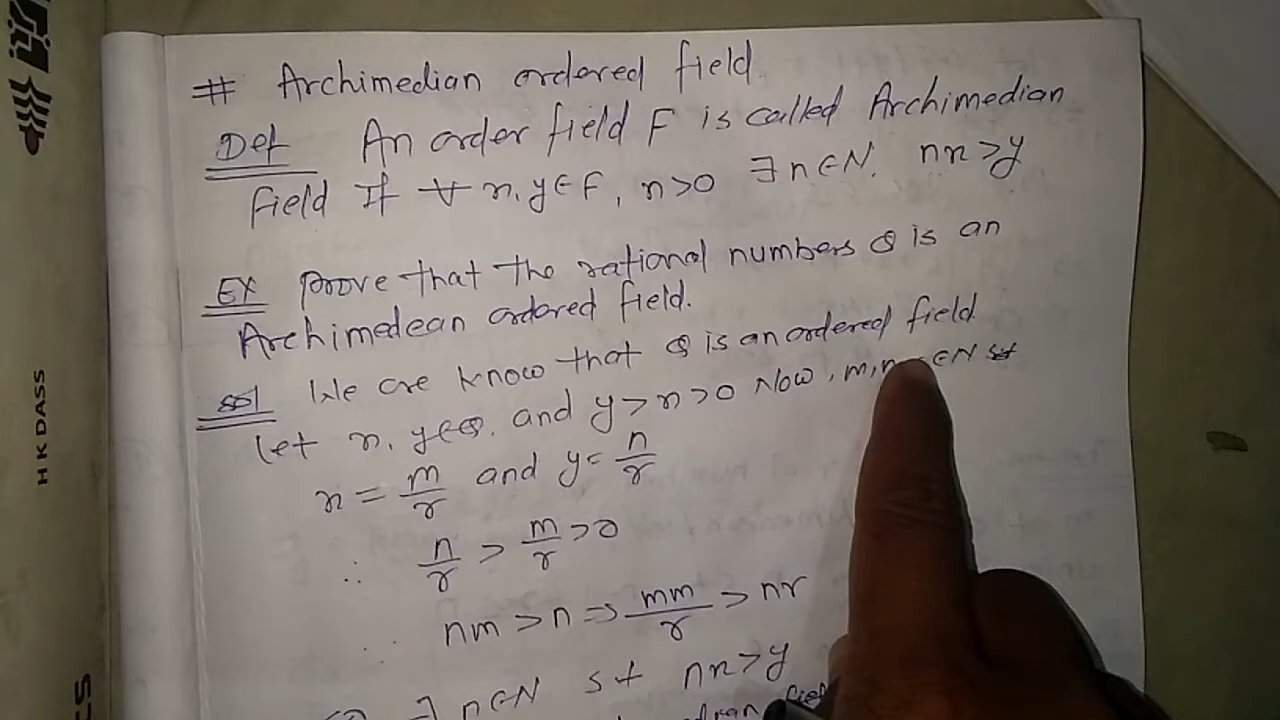 # Archimedian ordered field
Def An order field F is called Archimedian
field If ∀ x, y ∈ F, x>0 ∃ n∈N. nx>y
EX Prove that the rational numbers Q is an
Archimedean ordered field.
sol We are know that Q is an ordered field
Let x, y∈Q. and y>x>0 Now, m, n, ∈N st
x = m/r and y = n/r
∴ n/r > m/r >0
nm > n ⇒ nm/r > n/r
∃ n∈N st nx>y
H K DASS